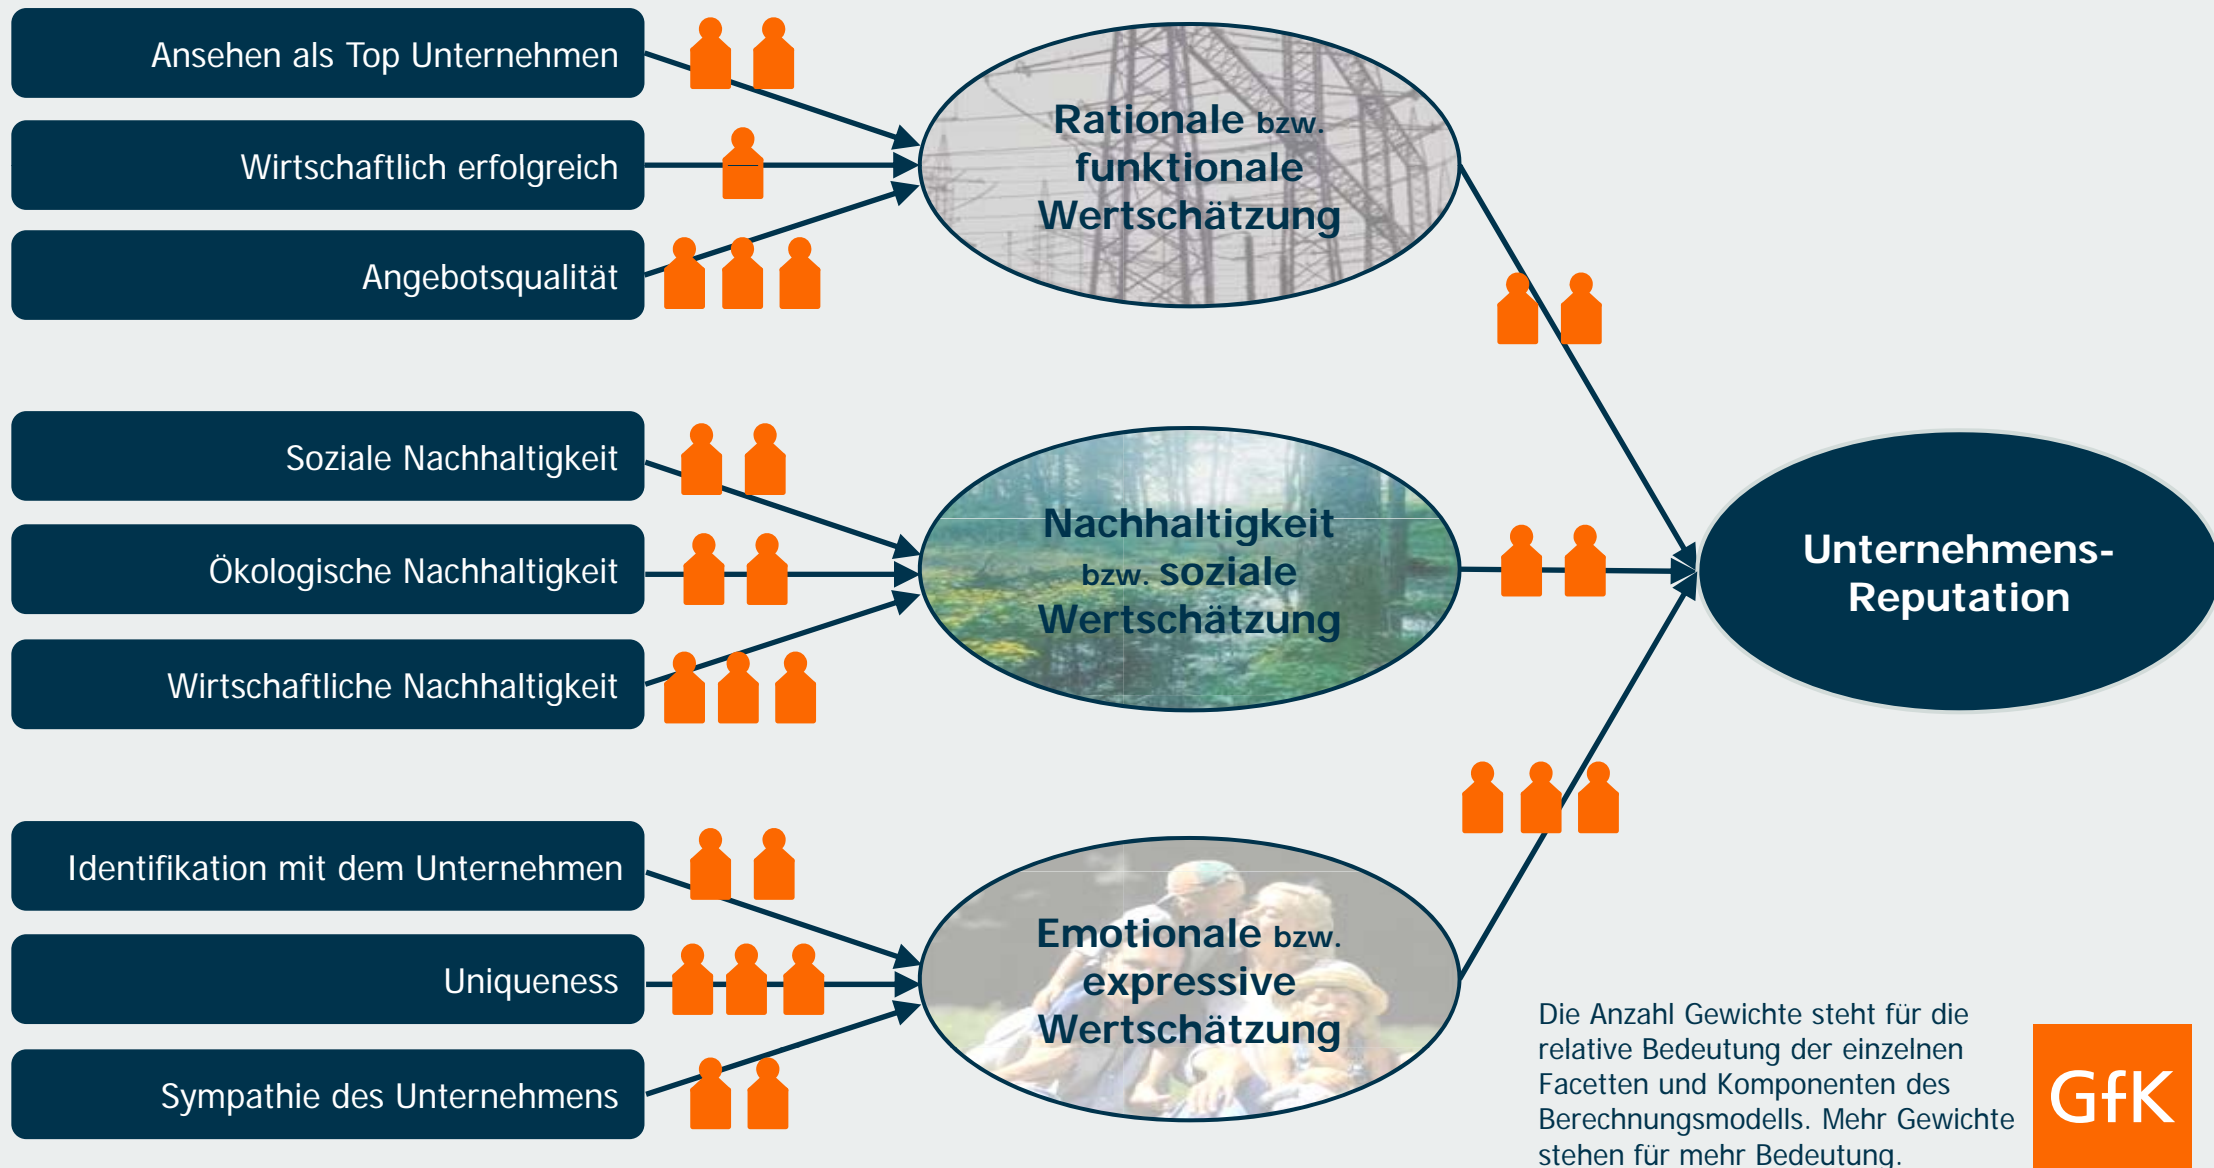 Ansehen als Top Unternehmen
Wirtschaftlich erfolgreich
Angebotsqualität
Rationale bzw.
funktionale
Wertschätzung
Soziale Nachhaltigkeit
Ökologische Nachhaltigkeit
Wirtschaftliche Nachhaltigkeit
Nachhaltigkeit
bzw. soziale
Wertschätzung
Unternehmens-
Reputation
Identifikation mit dem Unternehmen
Uniqueness
Sympathie des Unternehmens
Emotionale bzw.
expressive
Wertschätzung
Die Anzahl Gewichte steht für die
relative Bedeutung der einzelnen
Facetten und Komponenten des
Berechnungsmodells. Mehr Gewichte
stehen für mehr Bedeutung.
GfK